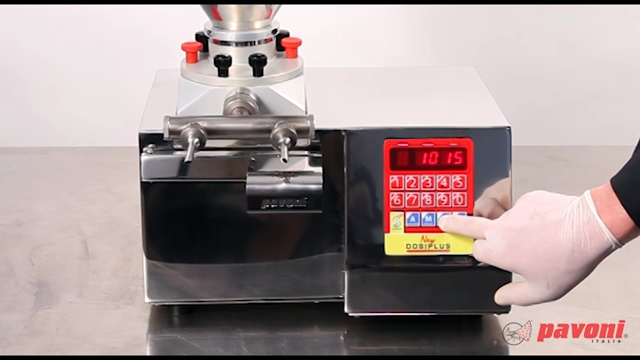 1015
1 2 3 4 5
6 7 8 9 0
A M
New
DOSIPLUS
pavoni
pavoni
ITALIA